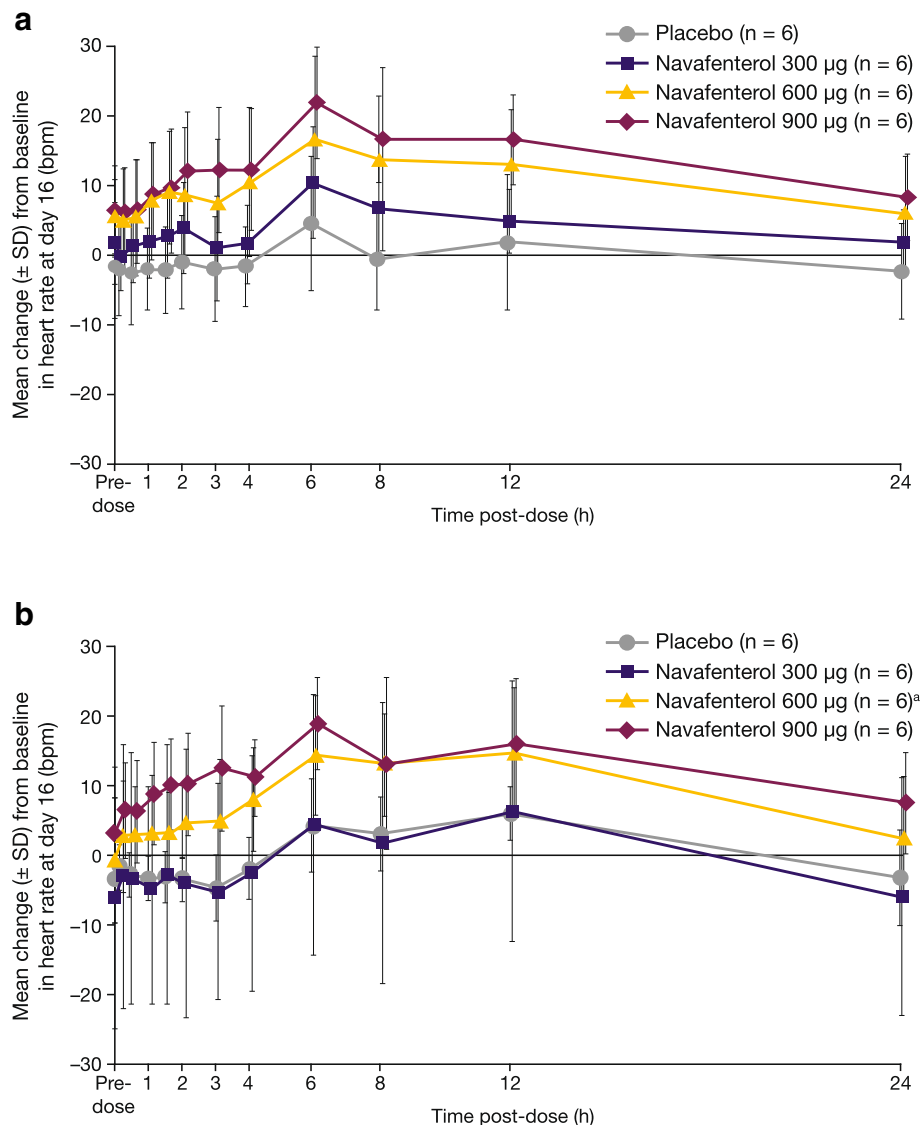 a
Placebo (n = 6)
Navafenterol 300 µg (n = 6)
Navafenterol 600 µg (n = 6)
Navafenterol 900 µg (n = 6)
Mean change (± SD) from baseline
in heart rate at day 16 (bpm)
30
20
10
0
–10
–20
–30
Pre-
dose
1
2
3
4
6
8
12
24
Time post-dose (h)
b
Placebo (n = 6)
Navafenterol 300 µg (n = 6)
Navafenterol 600 µg (n = 6)ᵃ
Navafenterol 900 µg (n = 6)
Mean change (± SD) from baseline
in heart rate at day 16 (bpm)
30
20
10
0
–10
–20
–30
Pre-
dose
1
2
3
4
6
8
12
24
Time post-dose (h)